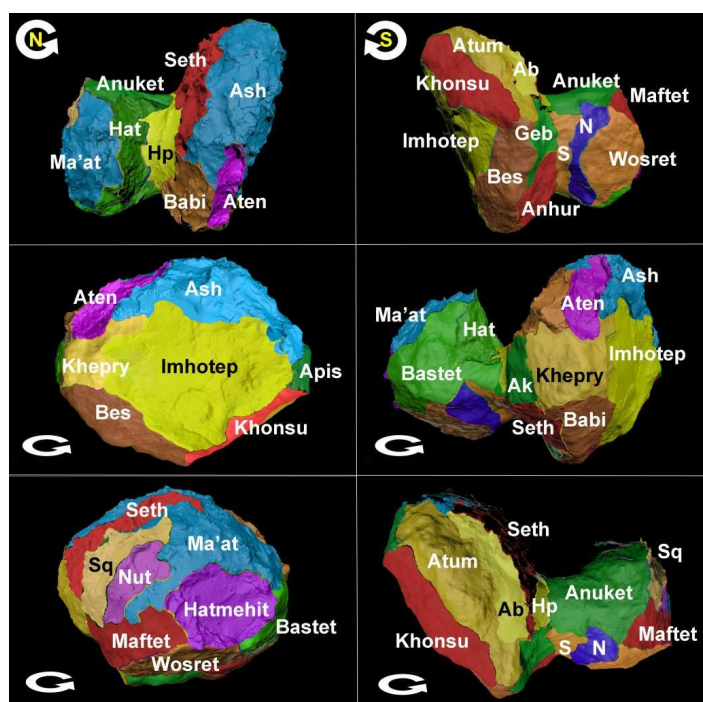 N
Seth
Anuket
Ash
Hat
Ma'at
Hp
Babi
Aten
S
Atum
Ab
Khonsu
Anuket
Maftet
Imhotep
Geb
N
S
Wosret
Bes
Anhur
Ash
Aten
Khepry
Imhotep
Apis
Bes
Khonsu
Ash
Aten
Ma'at
Hat
Imhotep
Bastet
Ak
Khepry
Seth
Babi
Seth
Ma'at
Sq
Nut
Hatmehit
Bastet
Maftet
Wosret
Seth
Sq
Atum
Anuket
Hp
Ab
Khonsu
Maftet
S
N